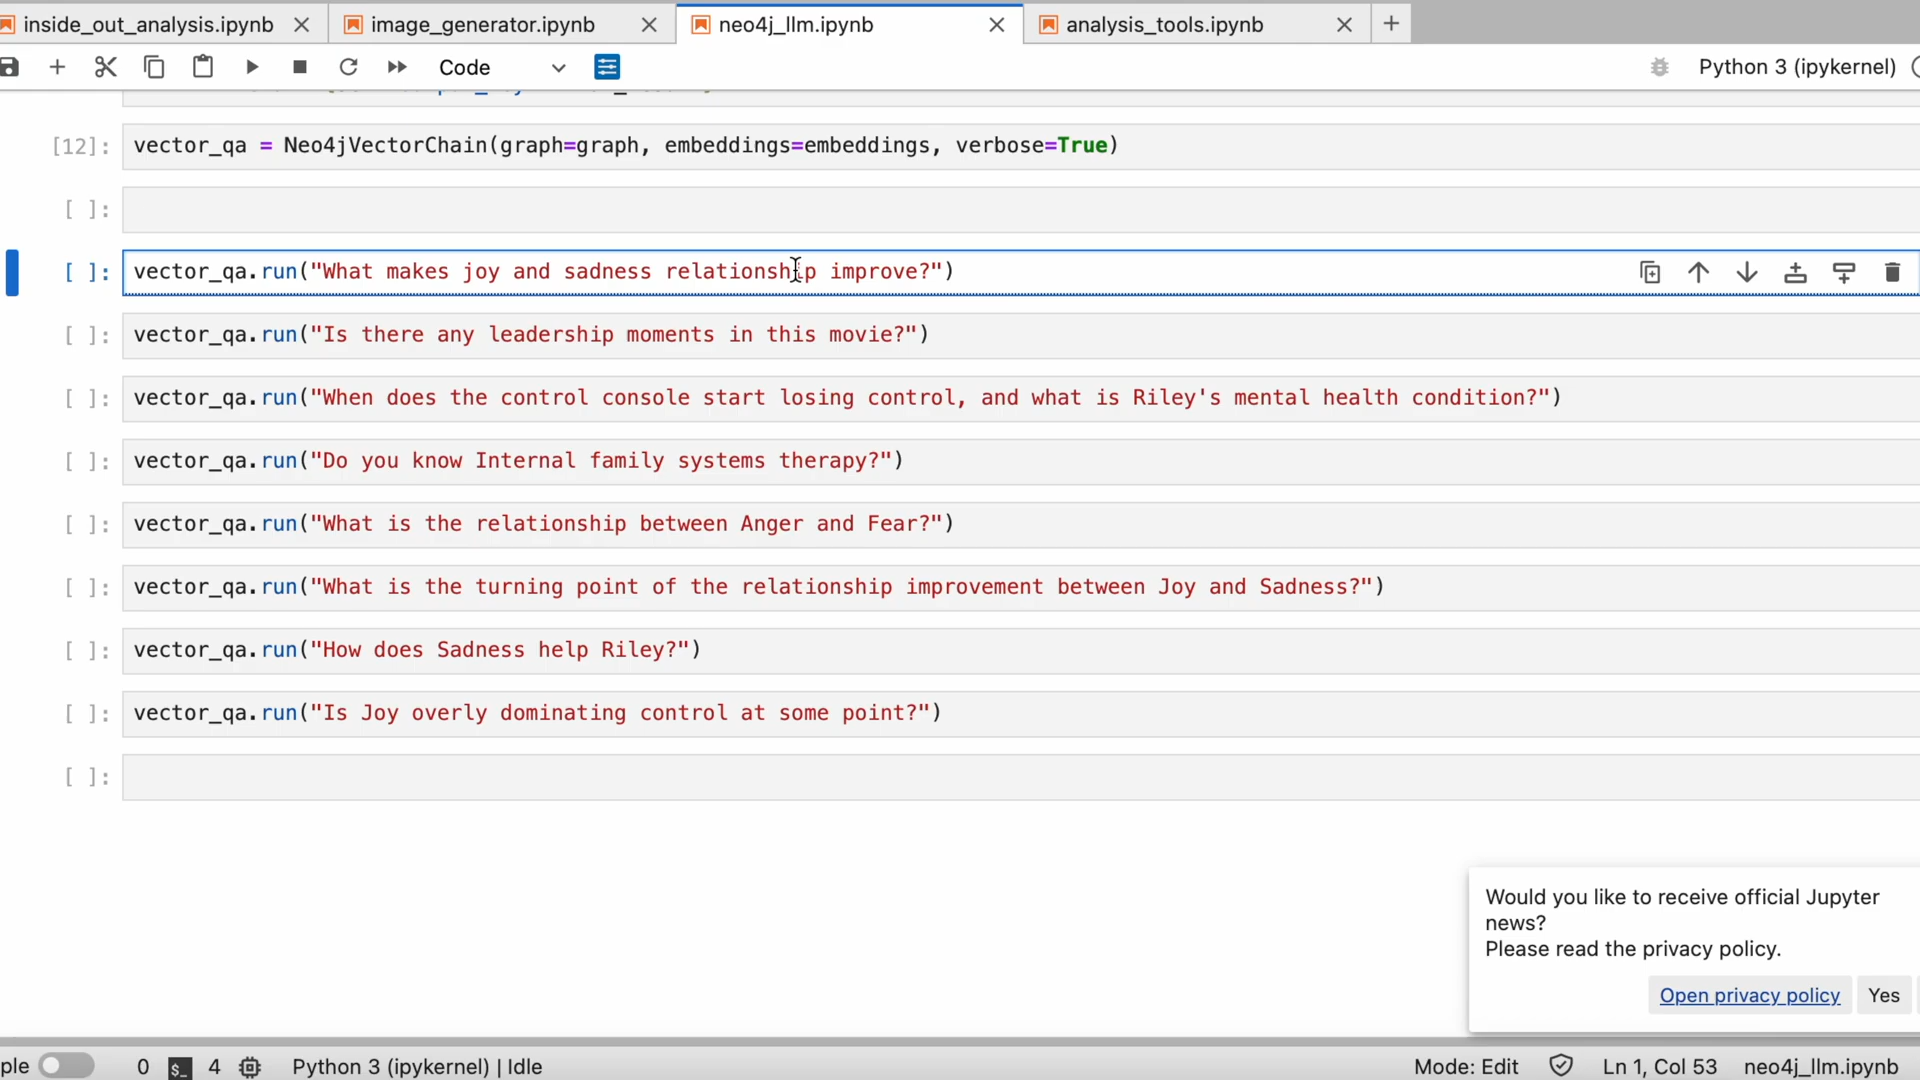 inside_out_analysis.ipynb
image_generator.ipynb
neo4j_llm.ipynb
analysis_tools.ipynb
Code
Python 3 (ipykernel)
[12]: vector_qa = Neo4jVectorChain(graph=graph, embeddings=embeddings, verbose=True)
[ ]:
[ ]: vector_qa.run("What makes joy and sadness relationship improve?")
[ ]: vector_qa.run("Is there any leadership moments in this movie?")
[ ]: vector_qa.run("When does the control console start losing control, and what is Riley's mental health condition?")
[ ]: vector_qa.run("Do you know Internal family systems therapy?")
[ ]: vector_qa.run("What is the relationship between Anger and Fear?")
[ ]: vector_qa.run("What is the turning point of the relationship improvement between Joy and Sadness?")
[ ]: vector_qa.run("How does Sadness help Riley?")
[ ]: vector_qa.run("Is Joy overly dominating control at some point?")
[ ]:
Would you like to receive official Jupyter
news?
Please read the privacy policy.
Open privacy policy Yes
ple 0 $_ 4 Python 3 (ipykernel) | Idle Mode: Edit Ln 1, Col 53 neo4j_llm.ipynb